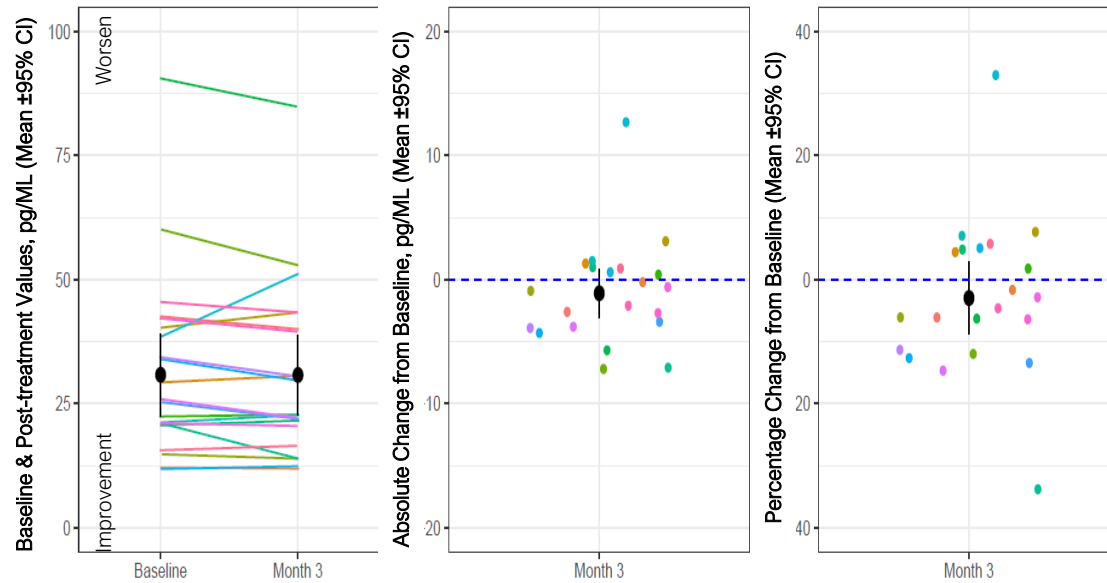 Baseline & Post-treatment Values, pg/ML (Mean ±95% CI)
100
75
50
25
0
Worsen
Improvement
Baseline
Month 3
Absolute Change from Baseline, pg/ML (Mean ±95% CI)
20
10
0
-10
-20
Month 3
Percentage Change from Baseline (Mean ±95% CI)
40
20
0
20
40
Month 3